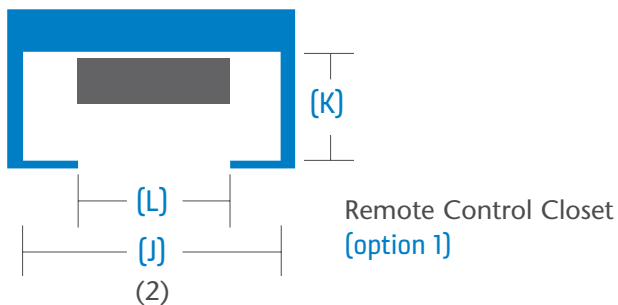 (K)
(L)
Remote Control Closet
(option 1)
(J)
(2)